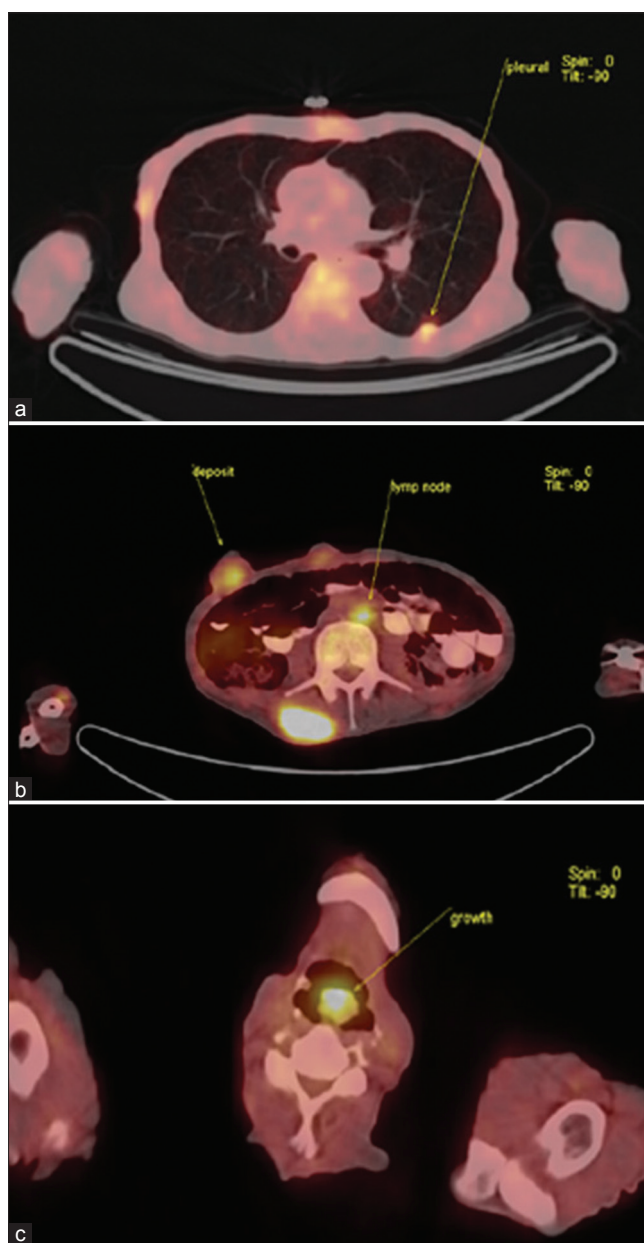 pleural
Spin: 0
Tilt: -90
a
deposit
lymp node
Spin: 0
Tilt: -90
b
Spin: 0
Tilt: -90
growth
c